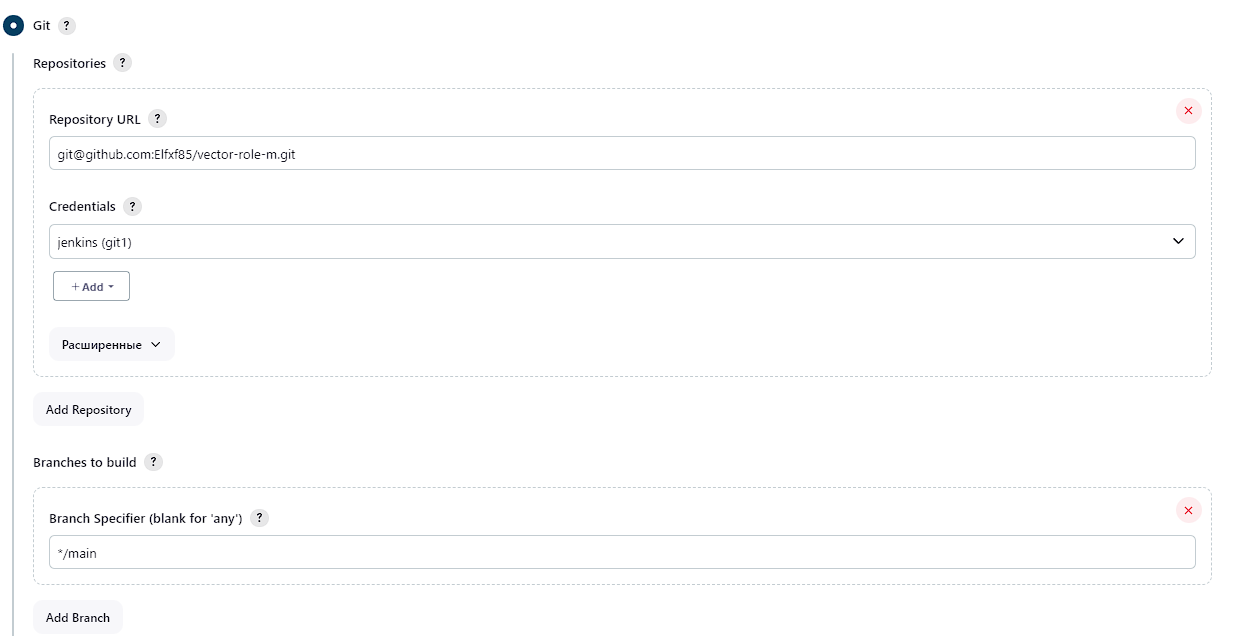 Git ?
Repositories ?
Repository URL ?
git@github.com:Elfxf85/vector-role-m.git
Credentials ?
jenkins (git1)
+ Add
Расширенные
Add Repository
Branches to build ?
Branch Specifier (blank for 'any') ?
*/main
Add Branch